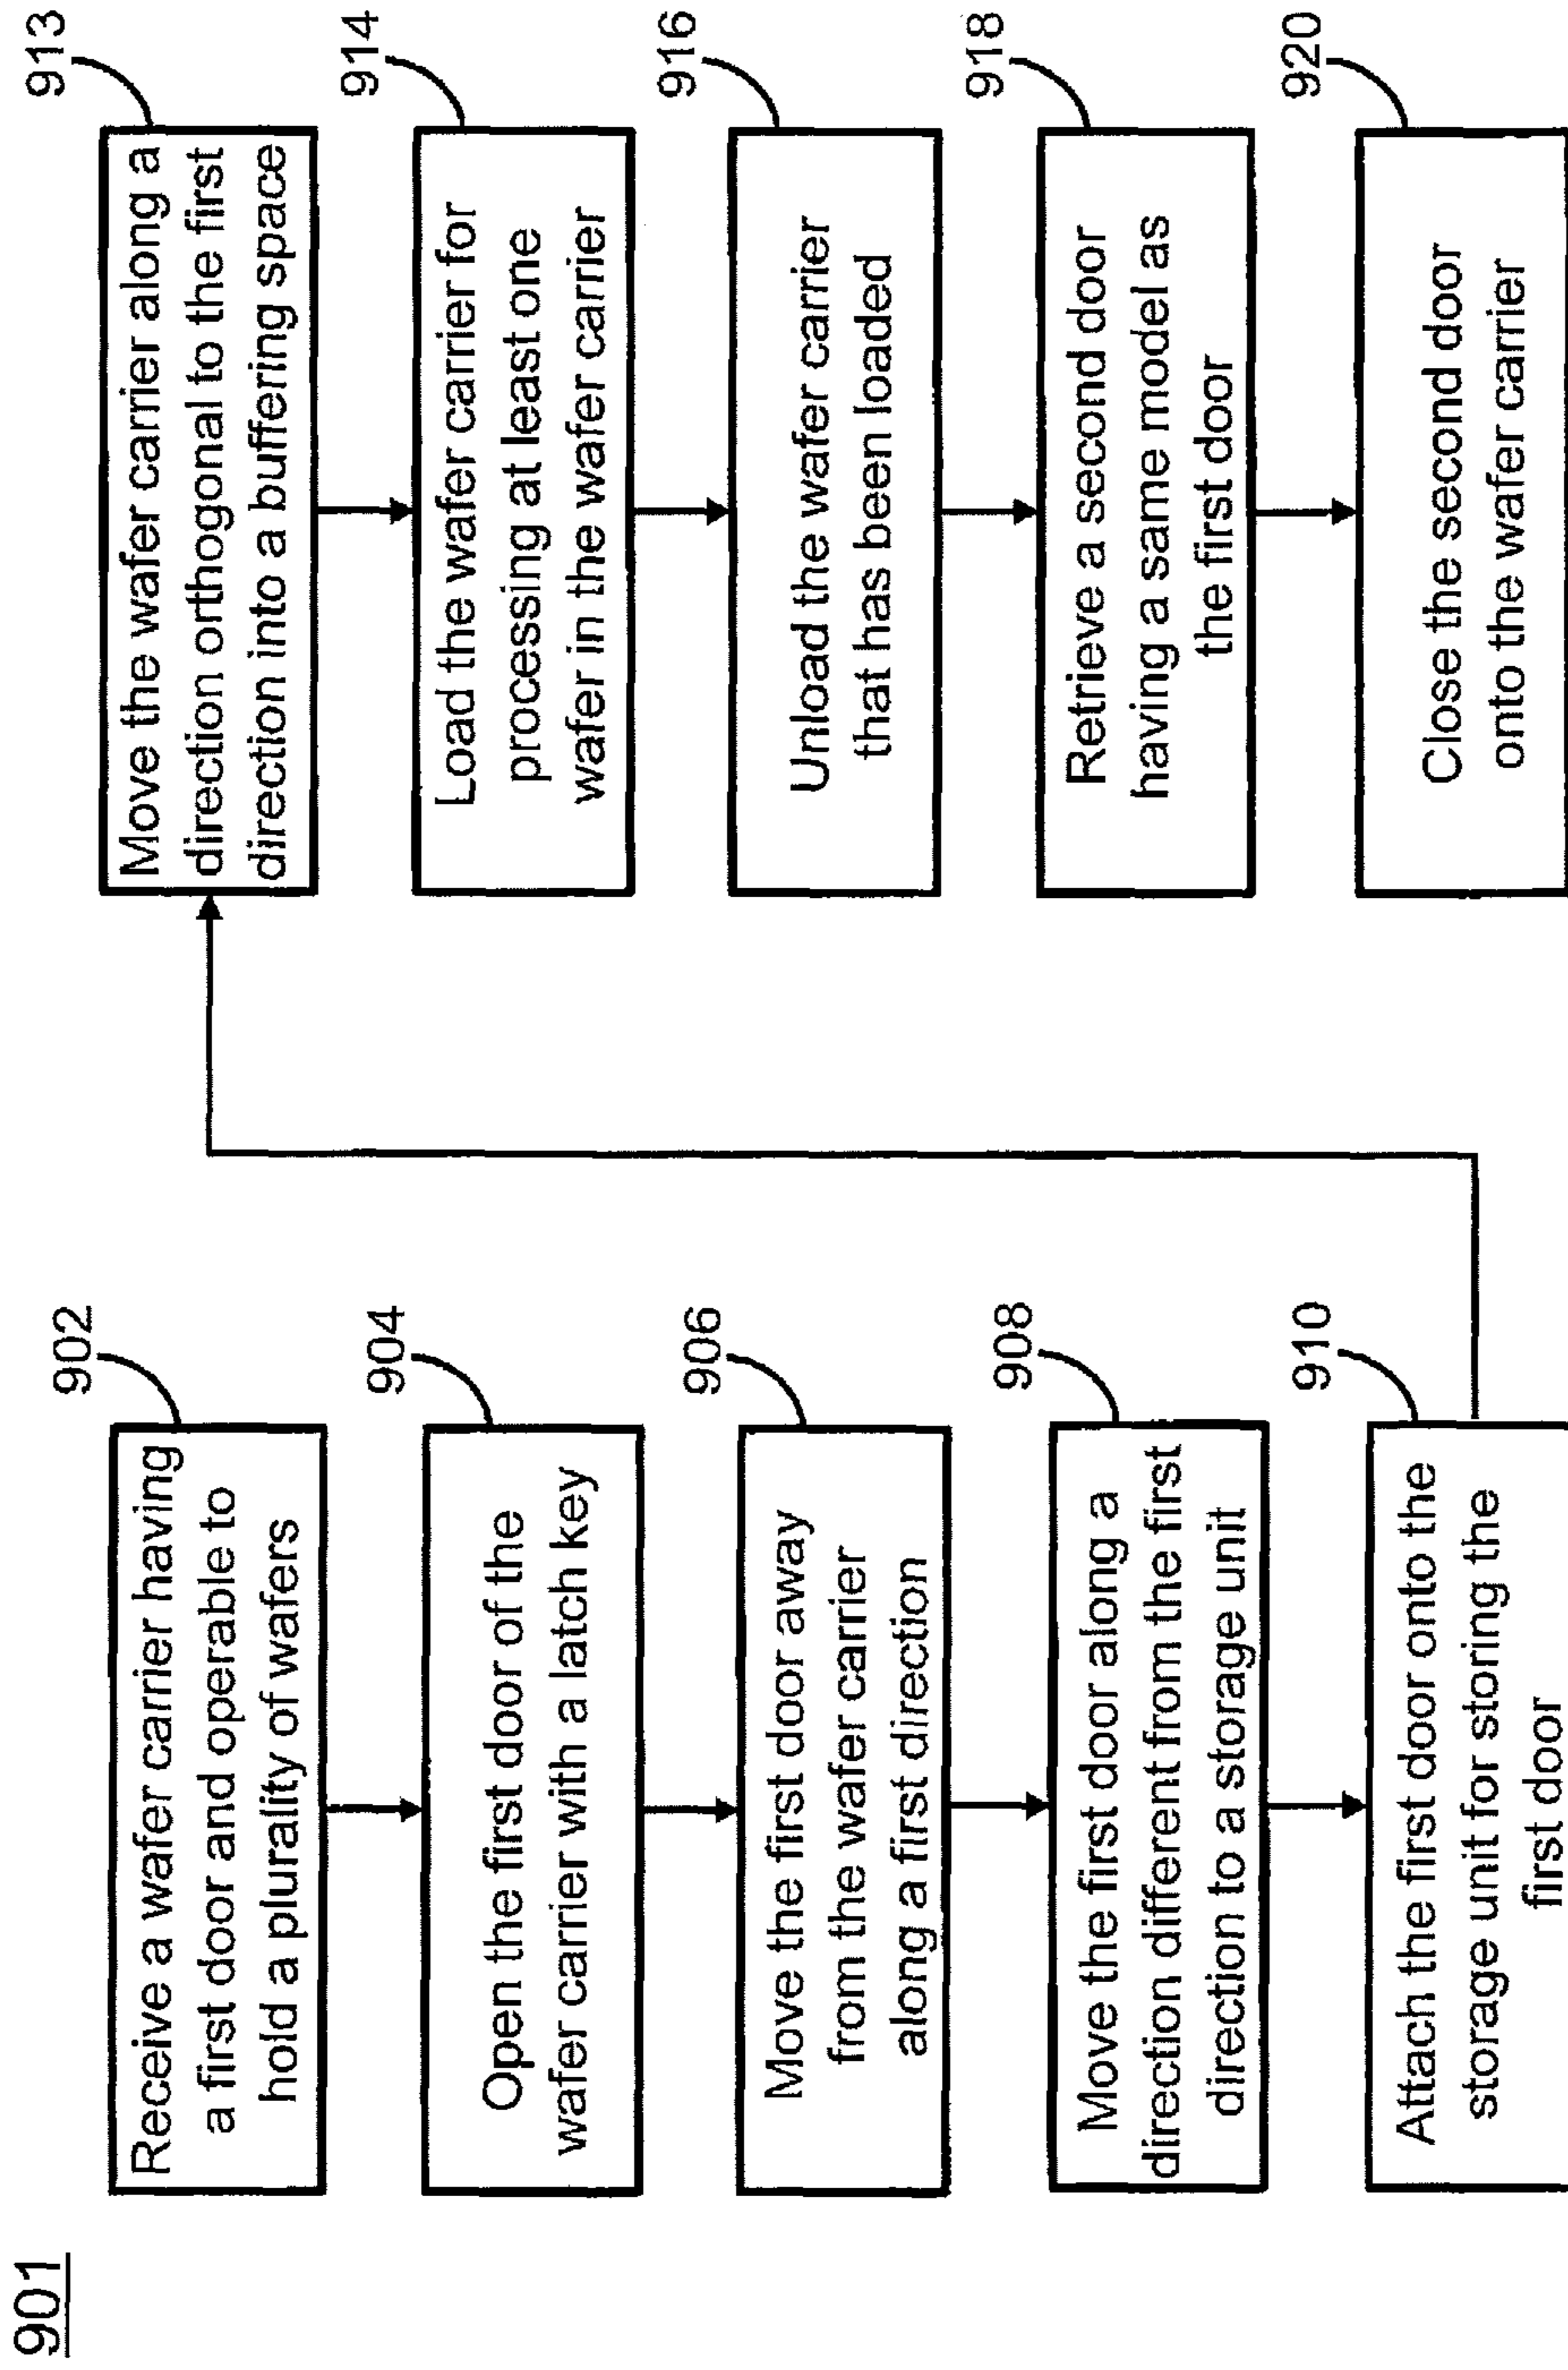 901
902
Receive a wafer carrier having
a first door and operable to
hold a plurality of wafers
904
Open the first door of the
wafer carrier with a latch key
906
Move the first door away
from the wafer carrier
along a first direction
908
Move the first door along a
direction different from the first
direction to a storage unit
910
Attach the first door onto the
storage unit for storing the
first door
913
Move the wafer carrier along a
direction orthogonal to the first
direction into a buffering space
914
Load the wafer carrier for
processing at least one
wafer in the wafer carrier
916
Unload the wafer carrier
that has been loaded
918
Retrieve a second door
having a same model as
the first door
920
Close the second door
onto the wafer carrier